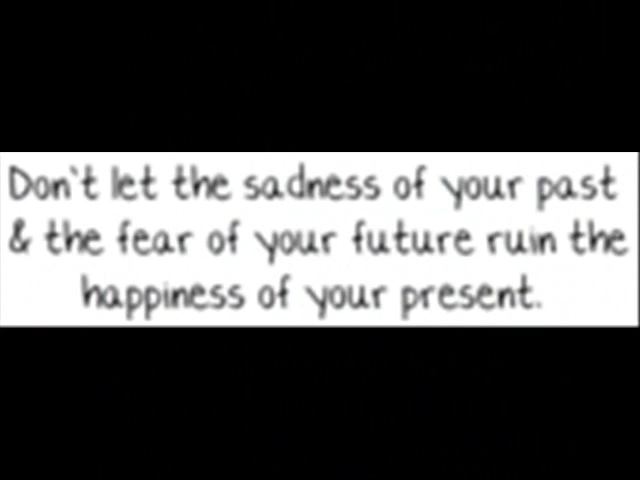 Don't let the sadness of your past
& the fear of your future ruin the
happiness of your present.